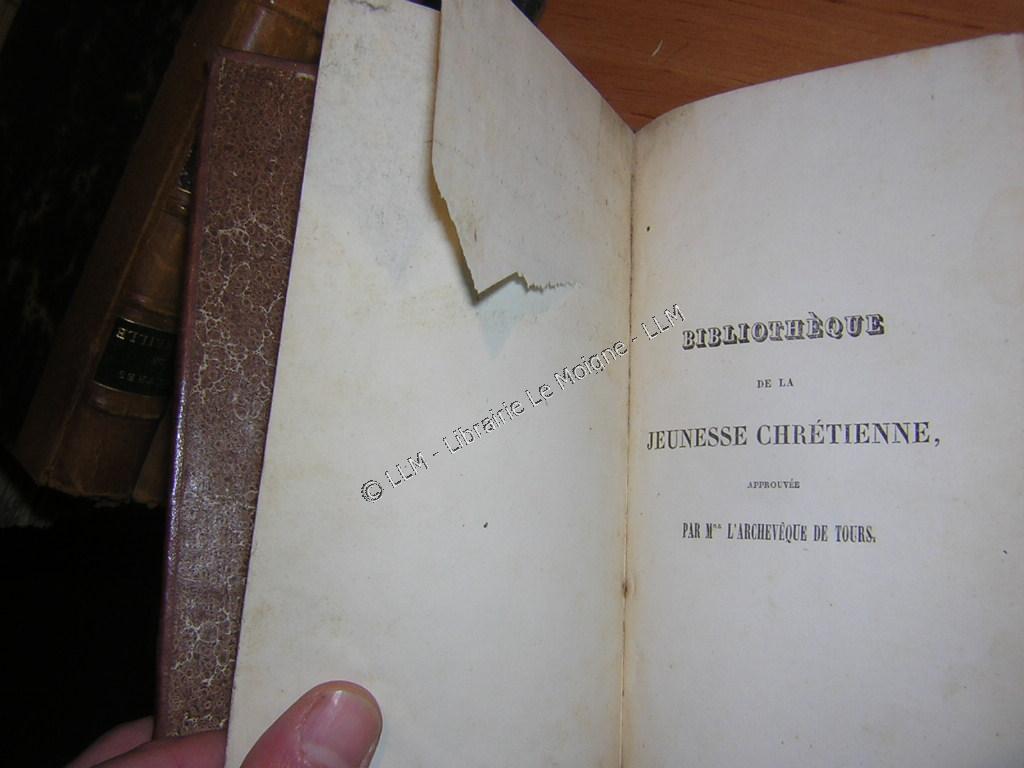 BIBLIOTHÈQUE
DE LA
JEUNESSE CHRÉTIENNE,
APPROUVÉE
PAR Mgr L'ARCHEVÊQUE DE TOURS.
© LLM - Librairie Le Moigne - LLM